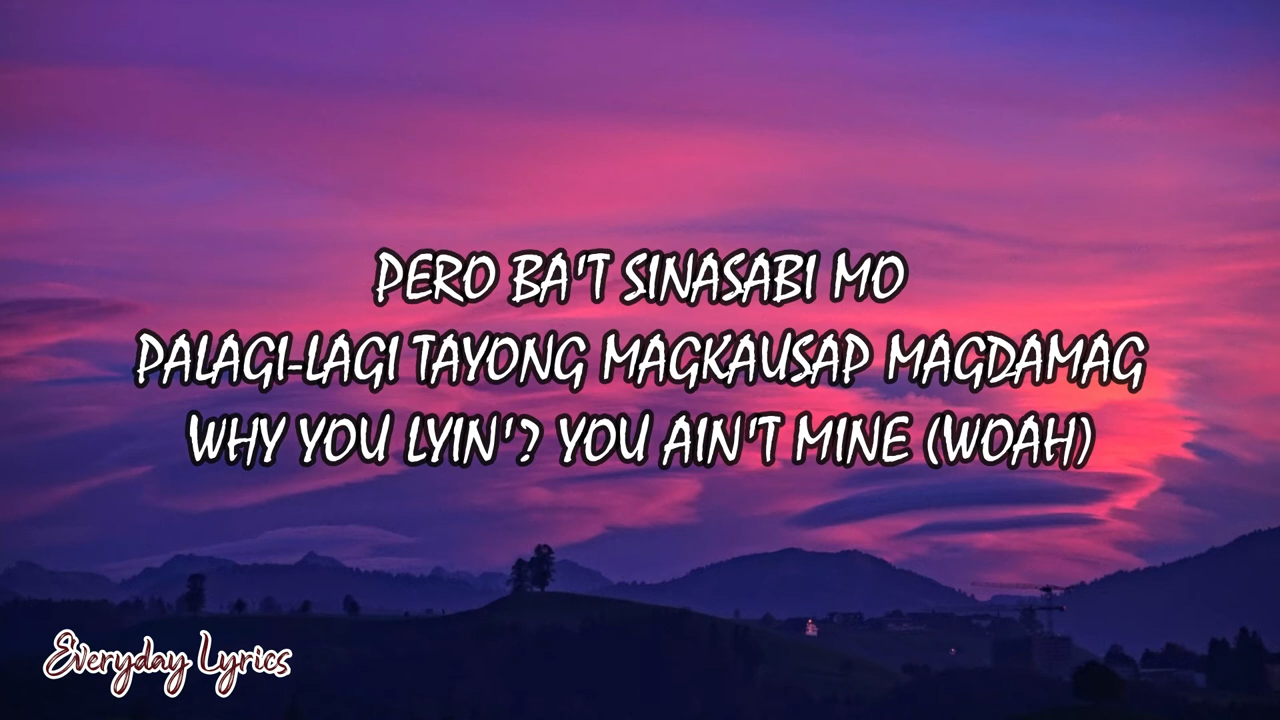 PERO BA'T SINASABI MO
PALAGI-LAGI TAYONG MAGKAUSAP MAGDAMAG
WHY YOU LYIN'? YOU AIN'T MINE (WOAH)
Everyday Lyrics